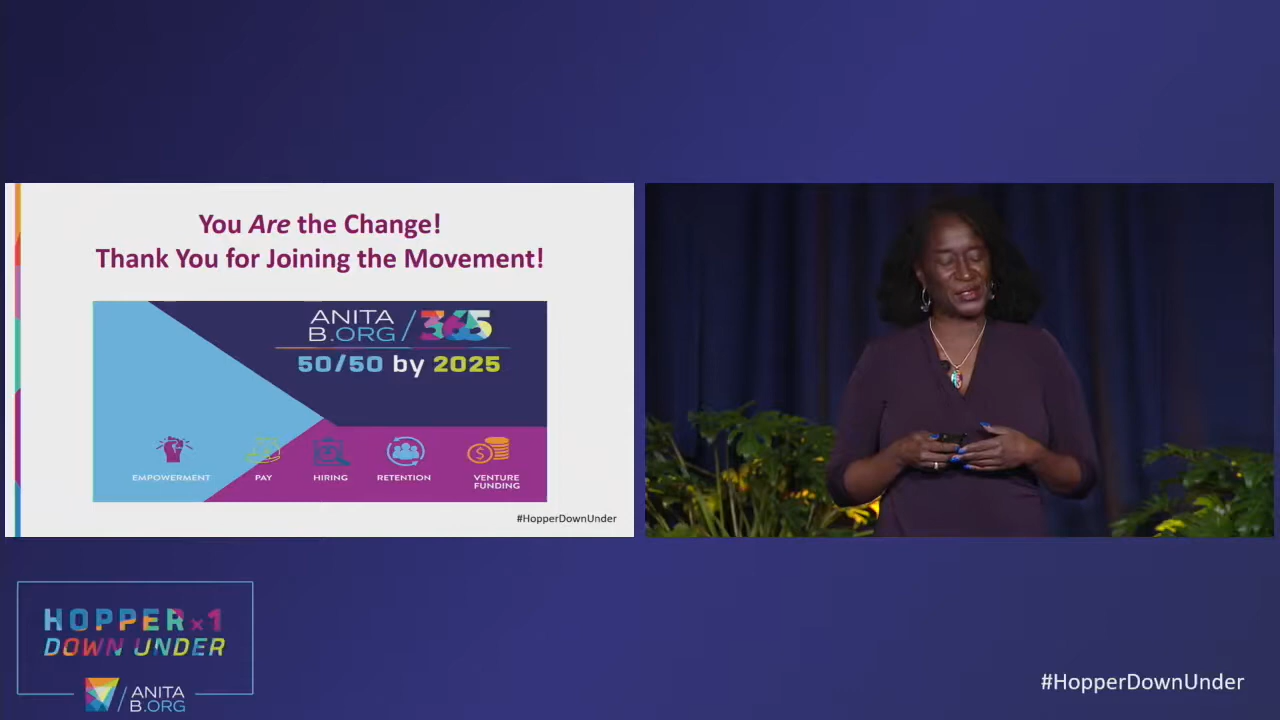 You Are the Change!
Thank You for Joining the Movement!
ANITA
B.ORG / 365
50/50 by 2025
EMPOWERMENT
PAY
HIRING
RETENTION
VENTURE
FUNDING
#HopperDownUnder
HOPPER x 1
DOWN UNDER
ANITA
B.ORG
#HopperDownUnder